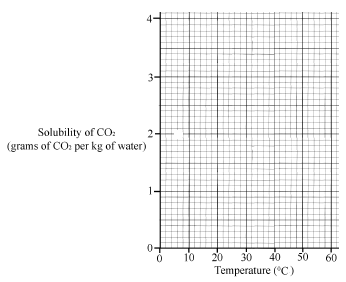 4
3
Solubility of CO₂ 2
(grams of CO₂ per kg of water)
1
0
0 10 20 30 40 50 60
Temperature (°C)